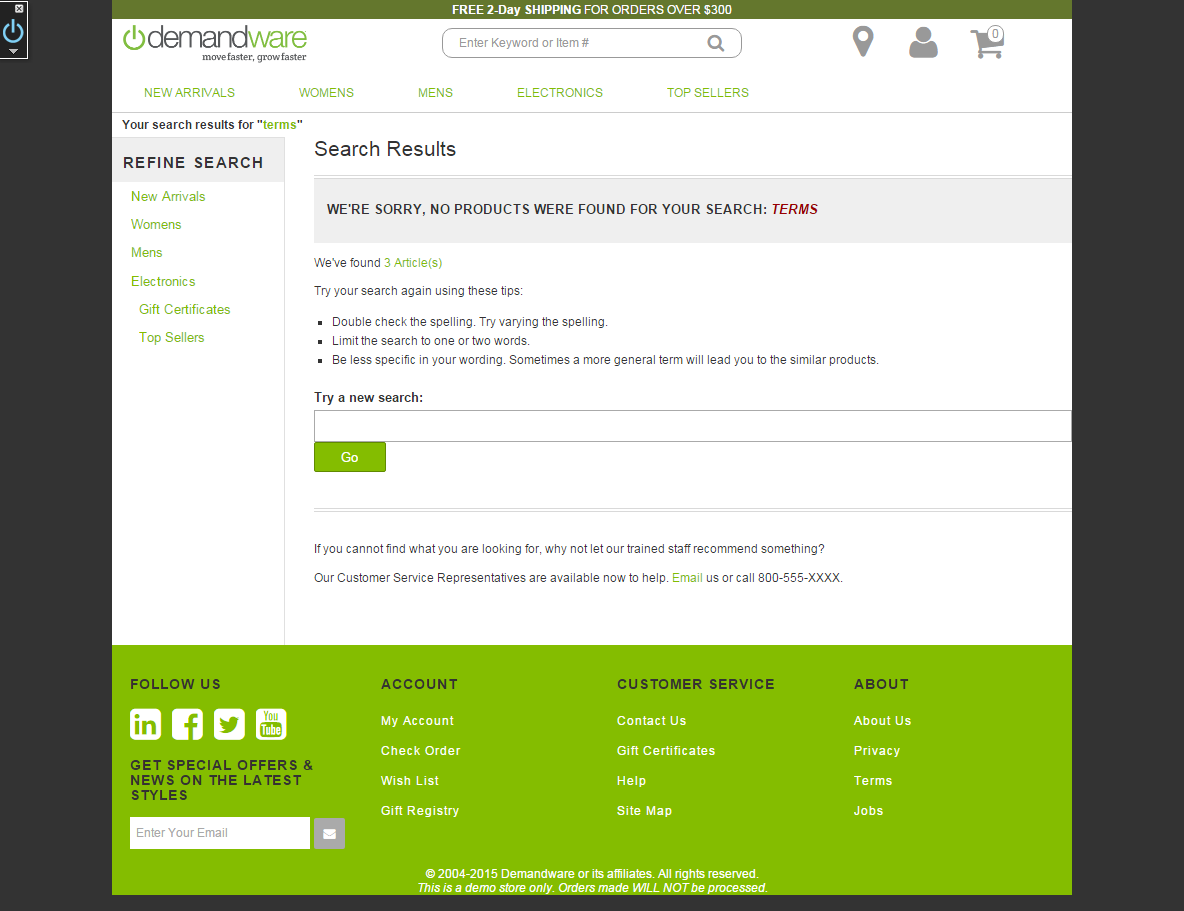 FREE 2-Day SHIPPING FOR ORDERS OVER $300
demandware
move faster, grow faster
Enter Keyword or Item #
0
NEW ARRIVALS WOMENS MENS ELECTRONICS TOP SELLERS
Your search results for "terms"
REFINE SEARCH
New Arrivals
Womens
Mens
Electronics
Gift Certificates
Top Sellers
Search Results
WE'RE SORRY, NO PRODUCTS WERE FOUND FOR YOUR SEARCH: TERMS
We've found 3 Article(s)
Try your search again using these tips:
Double check the spelling. Try varying the spelling.
Limit the search to one or two words.
Be less specific in your wording. Sometimes a more general term will lead you to the similar products.
Try a new search:
Go
If you cannot find what you are looking for, why not let our trained staff recommend something?
Our Customer Service Representatives are available now to help. Email us or call 800-555-XXXX.
FOLLOW US
in f You Tube
GET SPECIAL OFFERS &
NEWS ON THE LATEST
STYLES
Enter Your Email
ACCOUNT
My Account
Check Order
Wish List
Gift Registry
CUSTOMER SERVICE
Contact Us
Gift Certificates
Help
Site Map
ABOUT
About Us
Privacy
Terms
Jobs
© 2004-2015 Demandware or its affiliates. All rights reserved.
This is a demo store only. Orders made WILL NOT be processed.